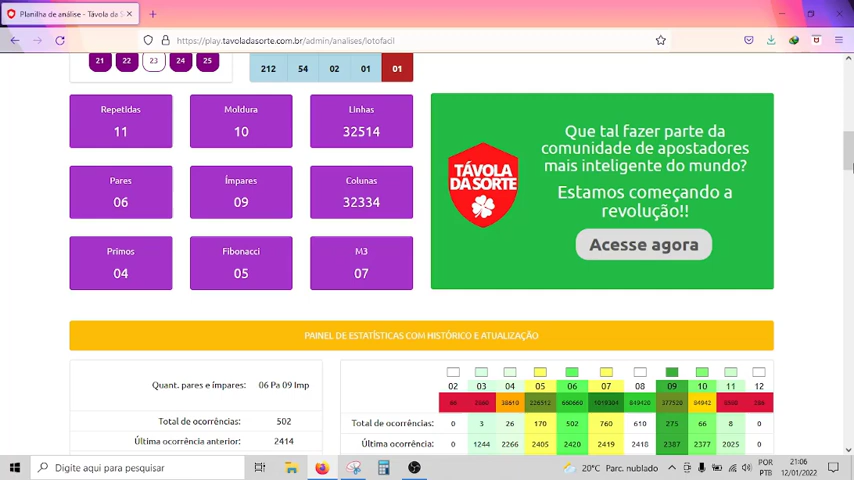 Planilha de análise - Távola da S
https://play.tavoladasorte.com.br/admin/analises/lotofacil
21 22 23 24 25
212 54 02 01 01
Repetidas
11
Moldura
10
Linhas
32514
Pares
06
Ímpares
09
Colunas
32334
Primos
04
Fibonacci
05
M3
07
TÁVOLA
DA SORTE
Que tal fazer parte da
comunidade de apostadores
mais inteligente do mundo?
Estamos começando a
revolução!!
Acesse agora
PAINEL DE ESTATÍSTICAS COM HISTÓRICO E ATUALIZAÇÃO
Quant. pares e ímpares: 06 Pa 09 Imp
Total de ocorrências: 502
Última ocorrência anterior: 2414
02 03 04 05 06 07 08 09 10 11 12
226512 660660 1019304 849420 377520 84942
Total de ocorrências: 0 3 26 170 502 760 610 275 66 8 0
Última ocorrência: 0 1244 2266 2405 2420 2419 2418 2387 2377 2025 0
Digite aqui para pesquisar
20°C Parc. nublado
POR
PTB
21:06
12/01/2022